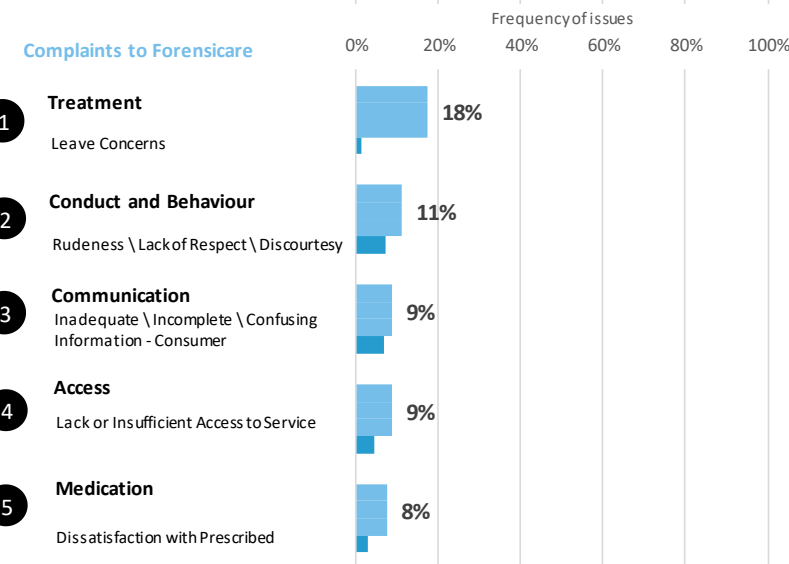 Frequency of issues
Complaints to Forensicare
0% 20% 40% 60% 80% 100%
1
Treatment
18%
Leave Concerns
2
Conduct and Behaviour
11%
Rudeness \ Lack of Respect \ Discourtesy
3
Communication
9%
Inadequate \ Incomplete \ Confusing
Information - Consumer
4
Access
9%
Lack or Insufficient Access to Service
5
Medication
8%
Dissatisfaction with Prescribed